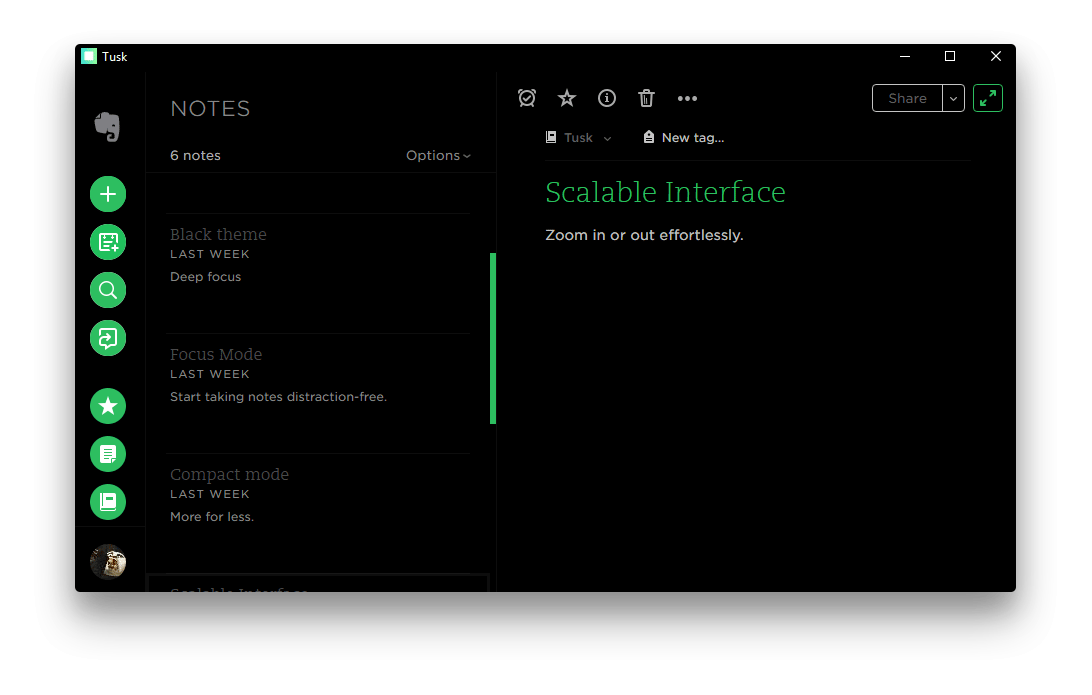 Tusk
NOTES
6 notes
Options
Black theme
LAST WEEK
Deep focus
Focus Mode
LAST WEEK
Start taking notes distraction-free.
Compact mode
LAST WEEK
More for less.
Scalable Interface
Share
Tusk
New tag...
Scalable Interface
Zoom in or out effortlessly.